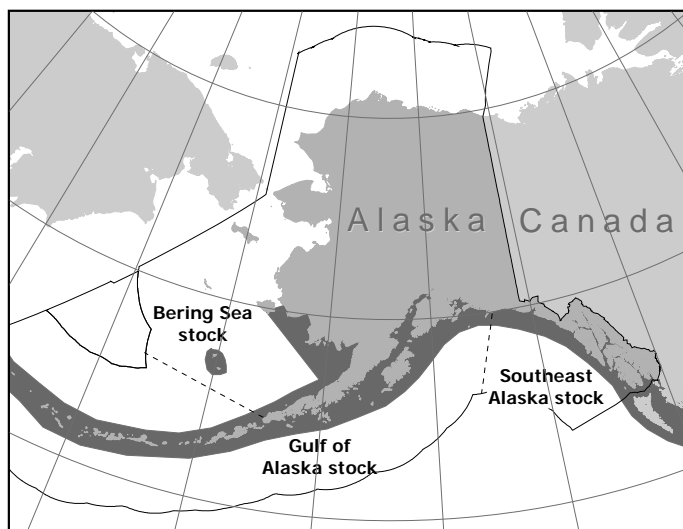 Alaska
Canada
Bering Sea
stock
Southeast
Alaska stock
Gulf of
Alaska stock